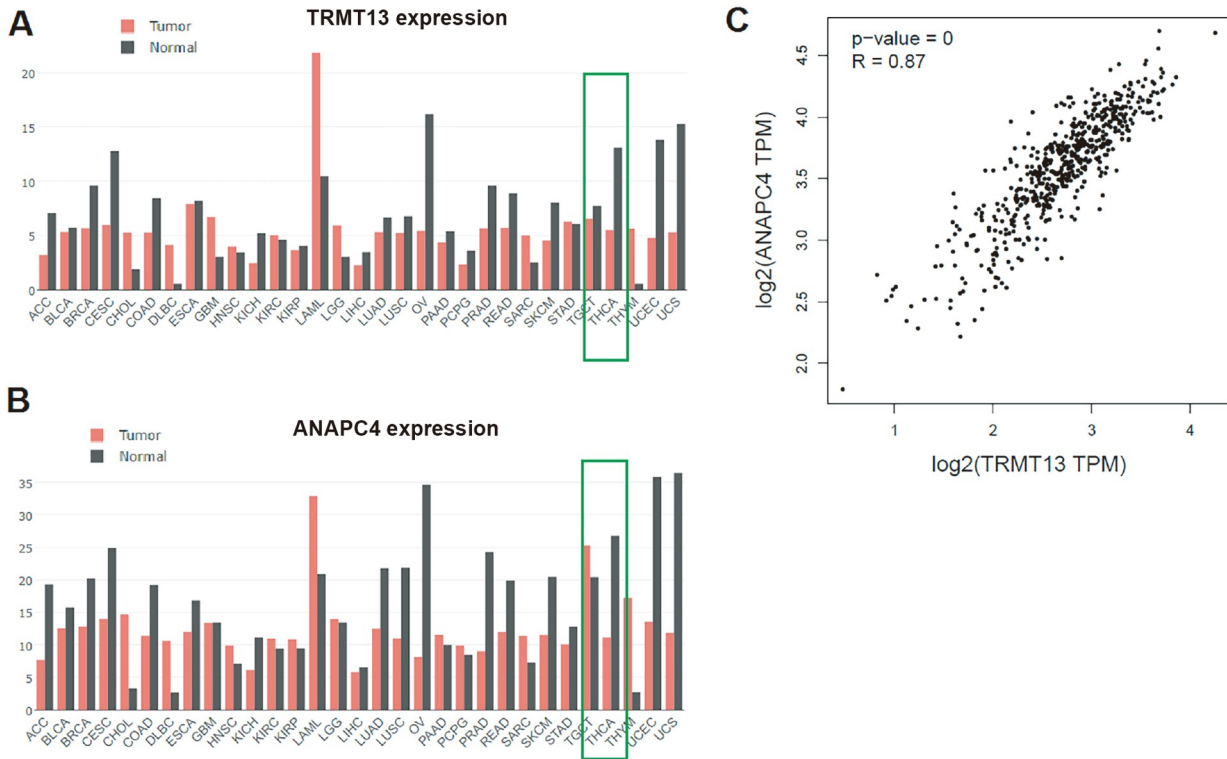 A
TRMT13 expression
Tumor
Normal
20
15
10
5
0
ACC BLCA BRCA CESC CHOL COAD DLBC ESCA GBM HNSC KICH KIRC KIRP LAML LGG LIHC LUAD LUSC OV PAAD PCPG PRAD READ SARC SKCM STAD TGCT THCA THYM UCEC UCS
B
ANAPC4 expression
Tumor
Normal
35
30
25
20
15
10
5
0
ACC BLCA BRCA CESC CHOL COAD DLBC ESCA GBM HNSC KICH KIRC KIRP LAML LGG LIHC LUAD LUSC OV PAAD PCPG PRAD READ SARC SKCM STAD TGCT THCA THYM UCEC UCS
C
p-value = 0
R = 0.87
log2(ANAPC4 TPM)
4.5
4.0
3.5
3.0
2.5
2.0
1 2 3 4
log2(TRMT13 TPM)